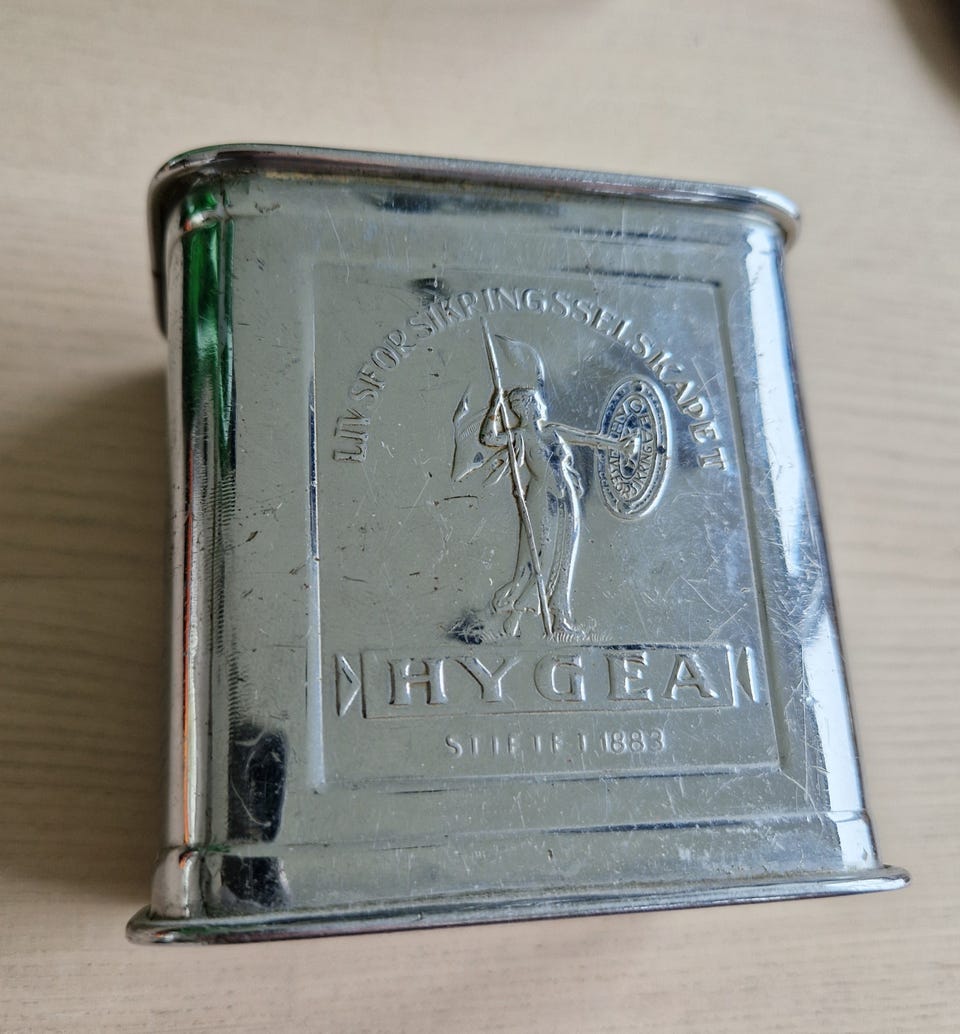 LIVSFORSIKRINGSSELSKAPET
HYGEA
STIFTET 1883